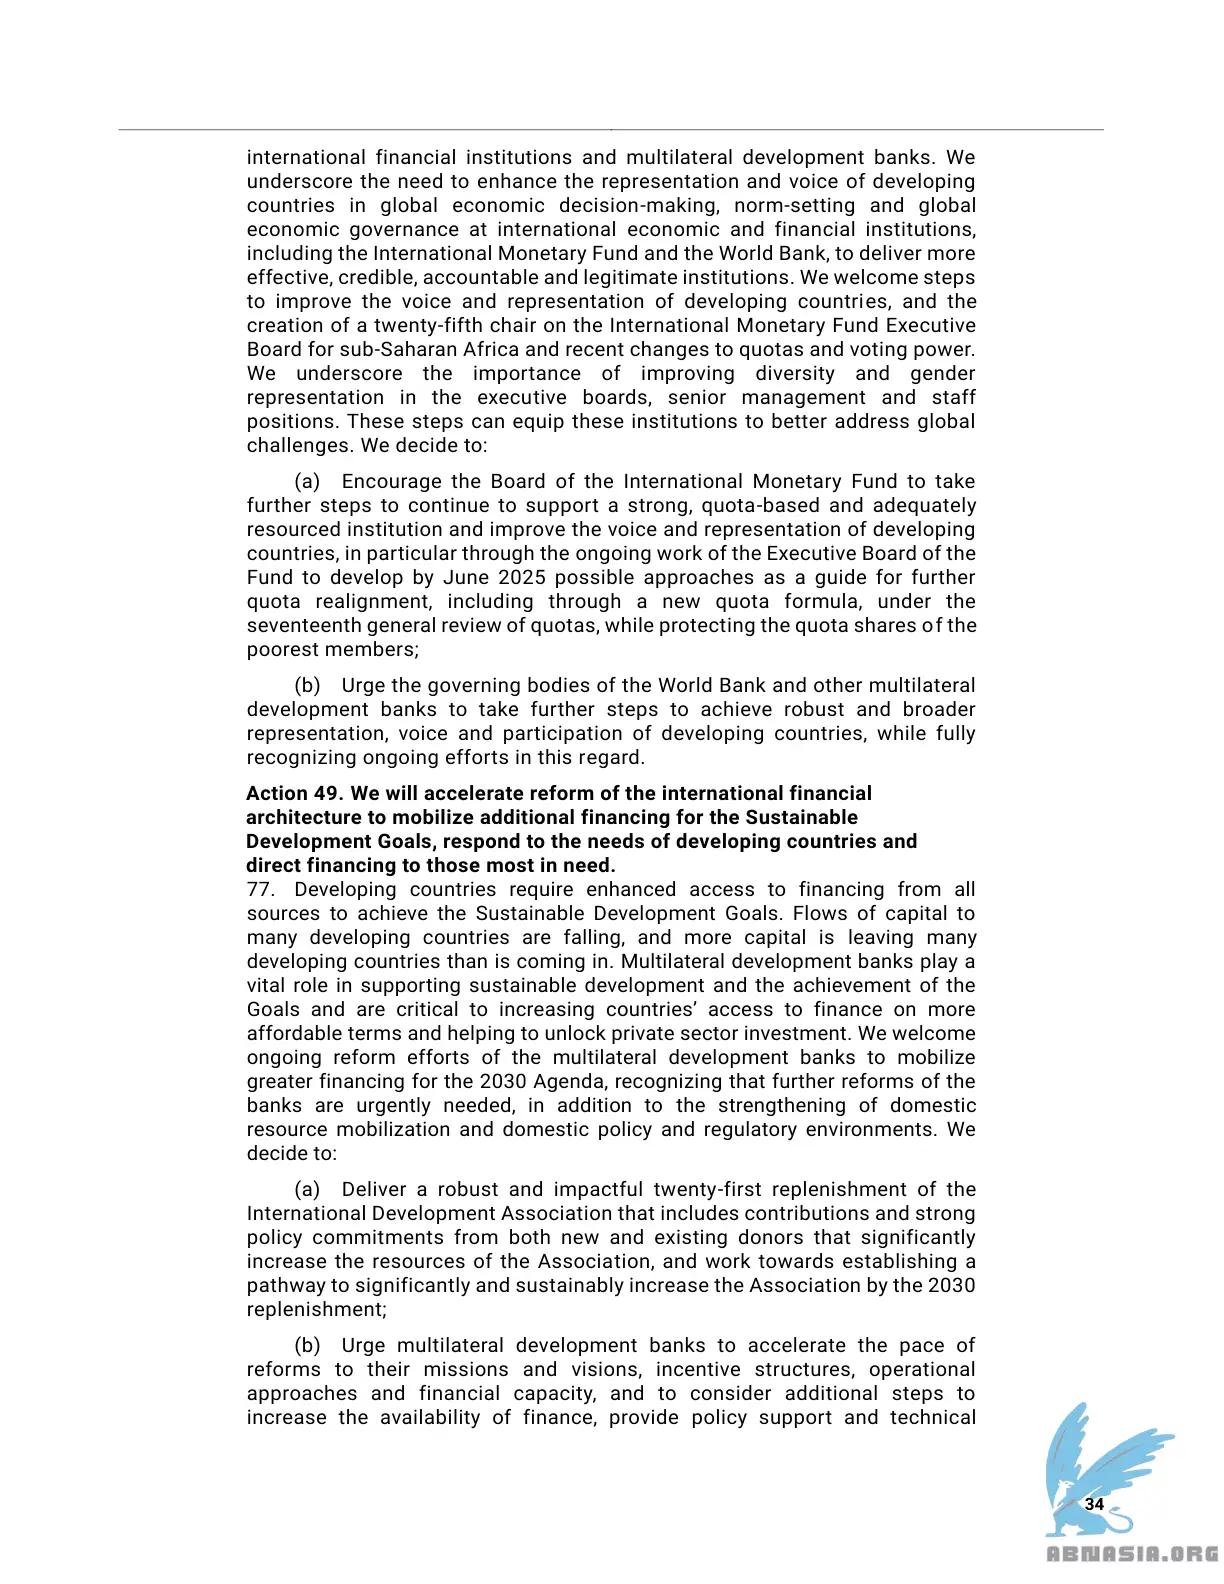 international financial institutions and multilateral development banks. We
underscore the need to enhance the representation and voice of developing
countries in global economic decision-making, norm-setting and global
economic governance at international economic and financial institutions,
including the International Monetary Fund and the World Bank, to deliver more
effective, credible, accountable and legitimate institutions. We welcome steps
to improve the voice and representation of developing countries, and the
creation of a twenty-fifth chair on the International Monetary Fund Executive
Board for sub-Saharan Africa and recent changes to quotas and voting power.
We underscore the importance of improving diversity and gender
representation in the executive boards, senior management and staff
positions. These steps can equip these institutions to better address global
challenges. We decide to:
(a) Encourage the Board of the International Monetary Fund to take
further steps to continue to support a strong, quota-based and adequately
resourced institution and improve the voice and representation of developing
countries, in particular through the ongoing work of the Executive Board of the
Fund to develop by June 2025 possible approaches as a guide for further
quota realignment, including through a new quota formula, under the
seventeenth general review of quotas, while protecting the quota shares of the
poorest members;
(b) Urge the governing bodies of the World Bank and other multilateral
development banks to take further steps to achieve robust and broader
representation, voice and participation of developing countries, while fully
recognizing ongoing efforts in this regard.
Action 49. We will accelerate reform of the international financial
architecture to mobilize additional financing for the Sustainable
Development Goals, respond to the needs of developing countries and
direct financing to those most in need.
77. Developing countries require enhanced access to financing from all
sources to achieve the Sustainable Development Goals. Flows of capital to
many developing countries are falling, and more capital is leaving many
developing countries than is coming in. Multilateral development banks play a
vital role in supporting sustainable development and the achievement of the
Goals and are critical to increasing countries’ access to finance on more
affordable terms and helping to unlock private sector investment. We welcome
ongoing reform efforts of the multilateral development banks to mobilize
greater financing for the 2030 Agenda, recognizing that further reforms of the
banks are urgently needed, in addition to the strengthening of domestic
resource mobilization and domestic policy and regulatory environments. We
decide to:
(a) Deliver a robust and impactful twenty-first replenishment of the
International Development Association that includes contributions and strong
policy commitments from both new and existing donors that significantly
increase the resources of the Association, and work towards establishing a
pathway to significantly and sustainably increase the Association by the 2030
replenishment;
(b) Urge multilateral development banks to accelerate the pace of
reforms to their missions and visions, incentive structures, operational
approaches and financial capacity, and to consider additional steps to
increase the availability of finance, provide policy support and technical
34
ABNASIA.ORG